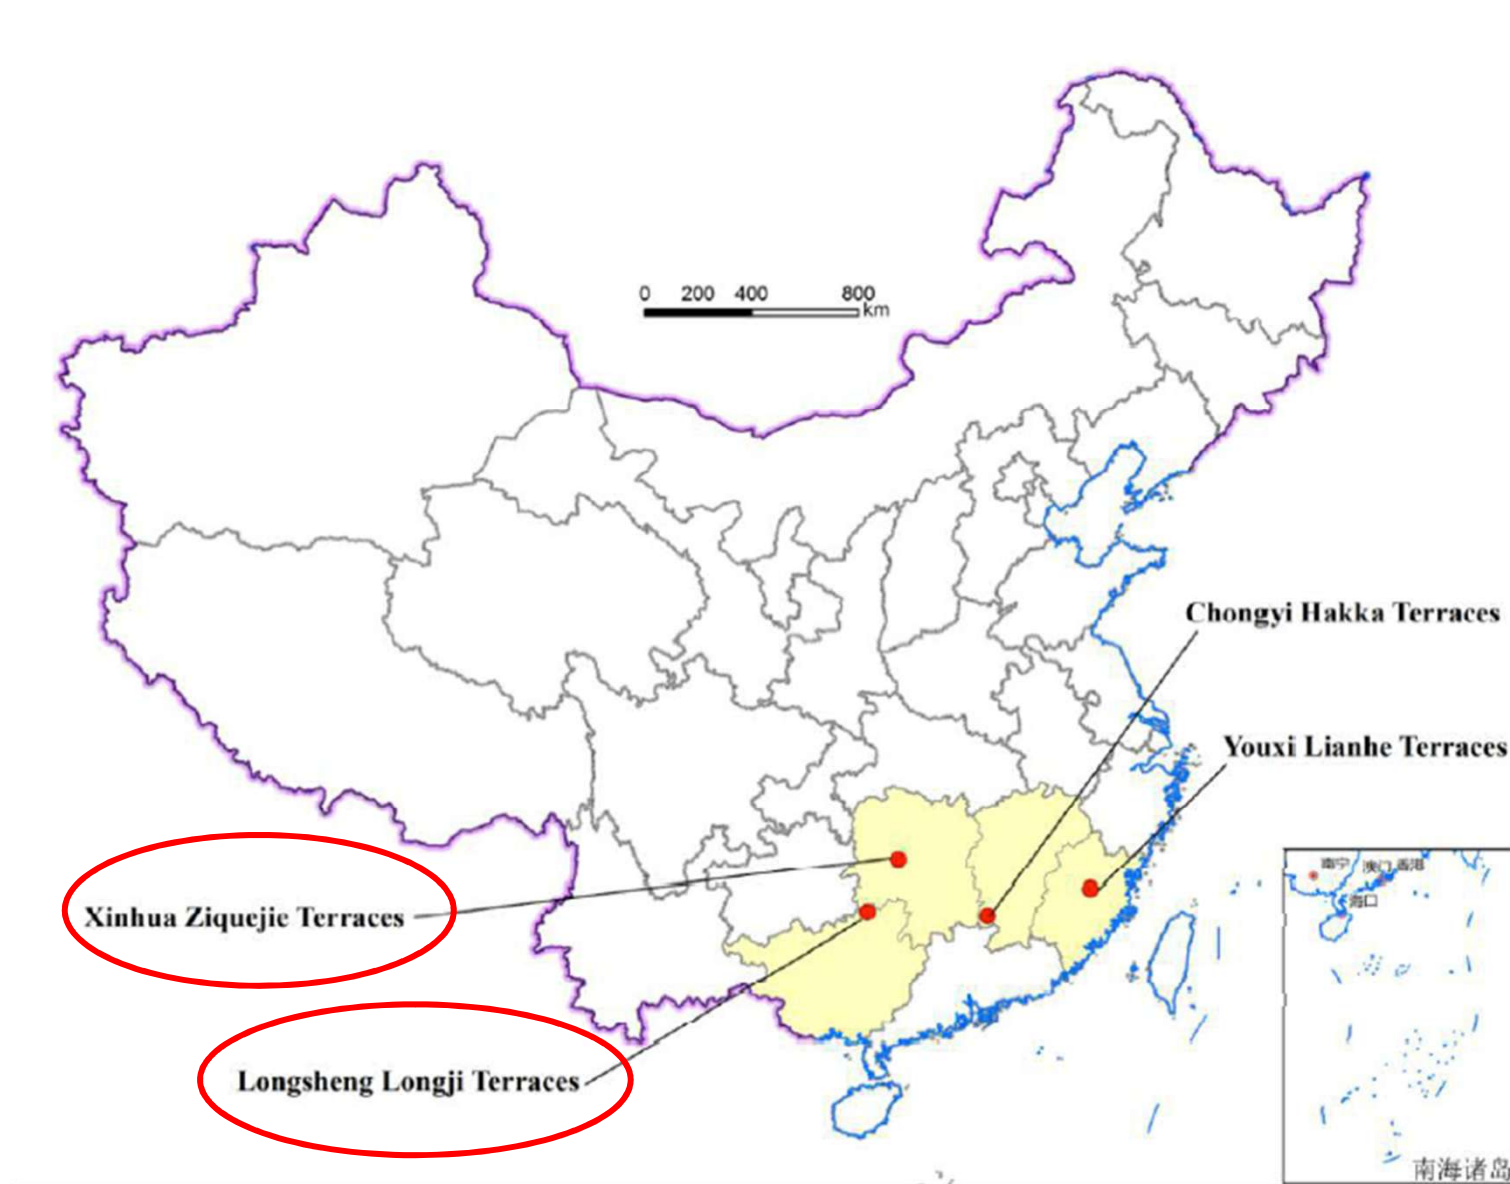 0 200 400 800
km
Chongyi Hakka Terraces
Youxi Lianhe Terraces
Xinhua Ziquejie Terraces
Longsheng Longji Terraces
南宁 澳门 香港
海口
南海诸岛